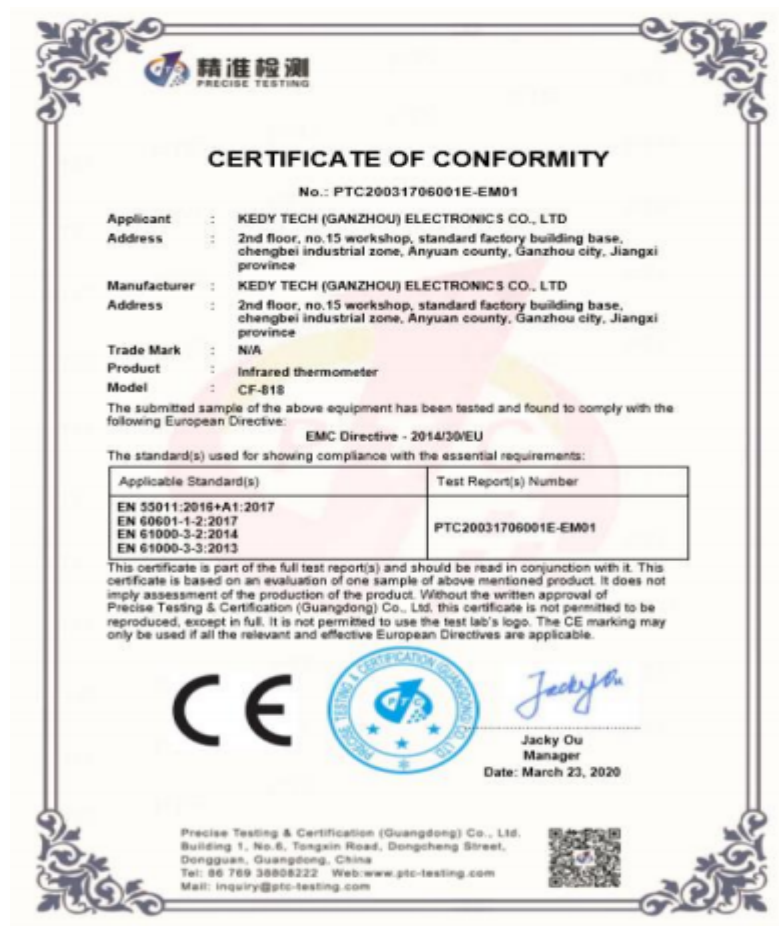 精准检测
PRECISE TESTING
CERTIFICATE OF CONFORMITY
No.: PTC20031706001E-EM01
Applicant : KEDY TECH (GANZHOU) ELECTRONICS CO., LTD
Address : 2nd floor, no.15 workshop, standard factory building base,
chengbei industrial zone, Anyuan county, Ganzhou city, Jiangxi
province
Manufacturer : KEDY TECH (GANZHOU) ELECTRONICS CO., LTD
Address : 2nd floor, no.15 workshop, standard factory building base,
chengbei industrial zone, Anyuan county, Ganzhou city, Jiangxi
province
Trade Mark : N/A
Product : Infrared thermometer
Model : CF-818
The submitted sample of the above equipment has been tested and found to comply with the
following European Directive:
EMC Directive - 2014/30/EU
The standard(s) used for showing compliance with the essential requirements:
Applicable Standard(s) Test Report(s) Number
EN 55011:2016+A1:2017
EN 60601-1-2:2017
EN 61000-3-2:2014
EN 61000-3-3:2013
PTC20031706001E-EM01
This certificate is part of the full test report(s) and should be read in conjunction with it. This
certificate is based on an evaluation of one sample of above mentioned product. It does not
imply assessment of the production of the product. Without the written approval of
Precise Testing & Certification (Guangdong) Co., Ltd. this certificate is not permitted to be
reproduced, except in full. It is not permitted to use the test lab's logo. The CE marking may
only be used if all the relevant and effective European Directives are applicable.
CE
PRECISE TESTING & CERTIFICATION (GUANGDONG) CO., LTD
PTC
Jacky Ou
Jacky Ou
Manager
Date: March 23, 2020
Precise Testing & Certification (Guangdong) Co., Ltd.
Building 1, No.6, Tongxin Road, Dongcheng Street,
Dongguan, Guangdong, China
Tel: 86 769 38808222 Web:www.ptc-testing.com
Mail: inquiry@ptc-testing.com